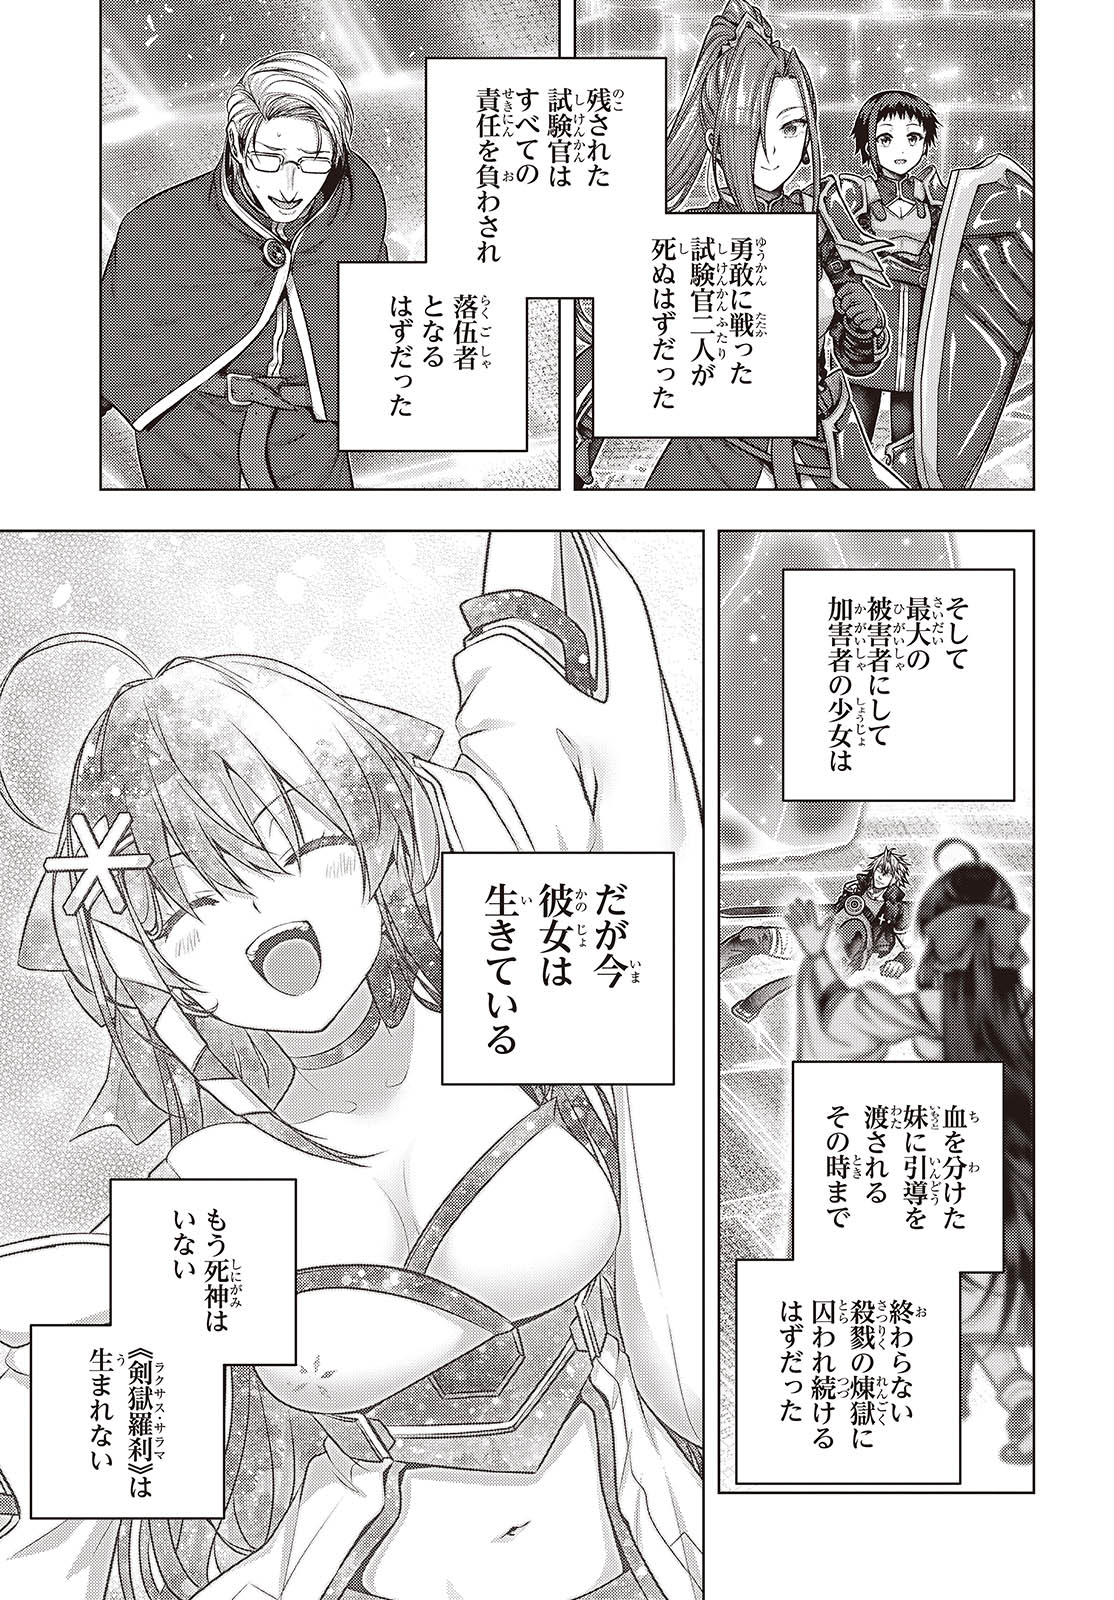 勇敢に戦った
試験官二人が
死ぬはずだった
残された
試験官は
すべての
責任を負わされ
落伍者
となる
はずだった
そして
最大の
被害者にして
加害者の少女は
血を分けた
妹に引導を
渡される
その時まで
終わらない
殺戮の煉獄に
囚われ続ける
はずだった
だが今
彼女は
生きている
もう死神は
いない
《剣獄羅刹》は
生まれない